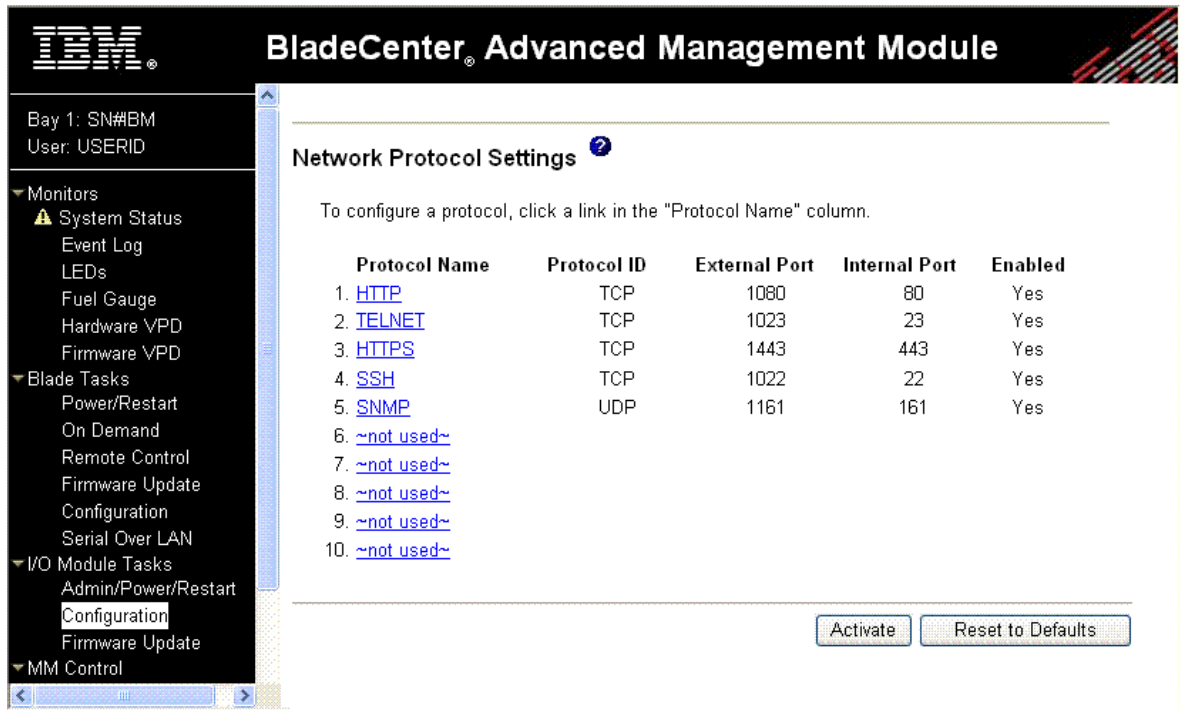 IBM®
BladeCenter® Advanced Management Module
Bay 1: SN#IBM
User: USERID
Monitors
System Status
Event Log
LEDs
Fuel Gauge
Hardware VPD
Firmware VPD
Blade Tasks
Power/Restart
On Demand
Remote Control
Firmware Update
Configuration
Serial Over LAN
I/O Module Tasks
Admin/Power/Restart
Configuration
Firmware Update
MM Control
Network Protocol Settings ?
To configure a protocol, click a link in the "Protocol Name" column.
Protocol Name Protocol ID External Port Internal Port Enabled
1. HTTP TCP 1080 80 Yes
2. TELNET TCP 1023 23 Yes
3. HTTPS TCP 1443 443 Yes
4. SSH TCP 1022 22 Yes
5. SNMP UDP 1161 161 Yes
6. ~not used~
7. ~not used~
8. ~not used~
9. ~not used~
10. ~not used~
Activate Reset to Defaults